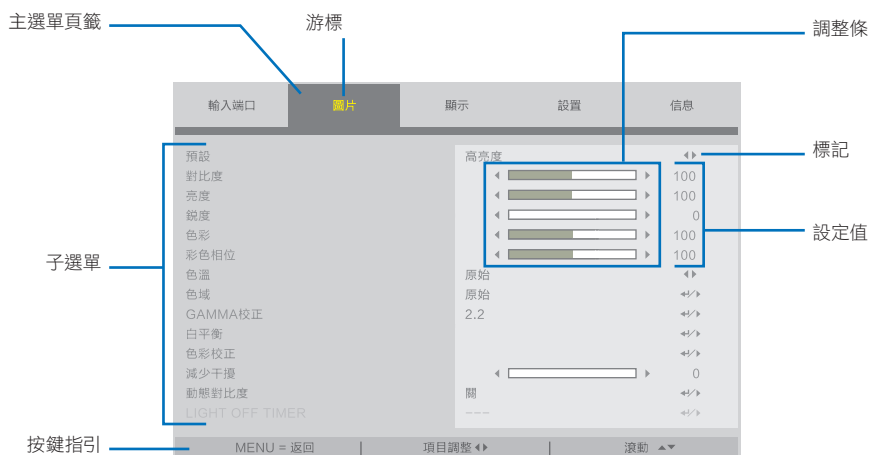 主選單頁籤
游標
調整條
輸入端口 圖片 顯示 設置 信息
標記
預設 高亮度
對比度 100
亮度 100
銳度 0
設定值
色彩 100
彩色相位 100
子選單
色溫 原始
色域 原始
GAMMA校正 2.2
白平衡
色彩校正
減少干擾 0
動態對比度 關
LIGHT OFF TIMER ---
按鍵指引
MENU = 返回 項目調整 滾動